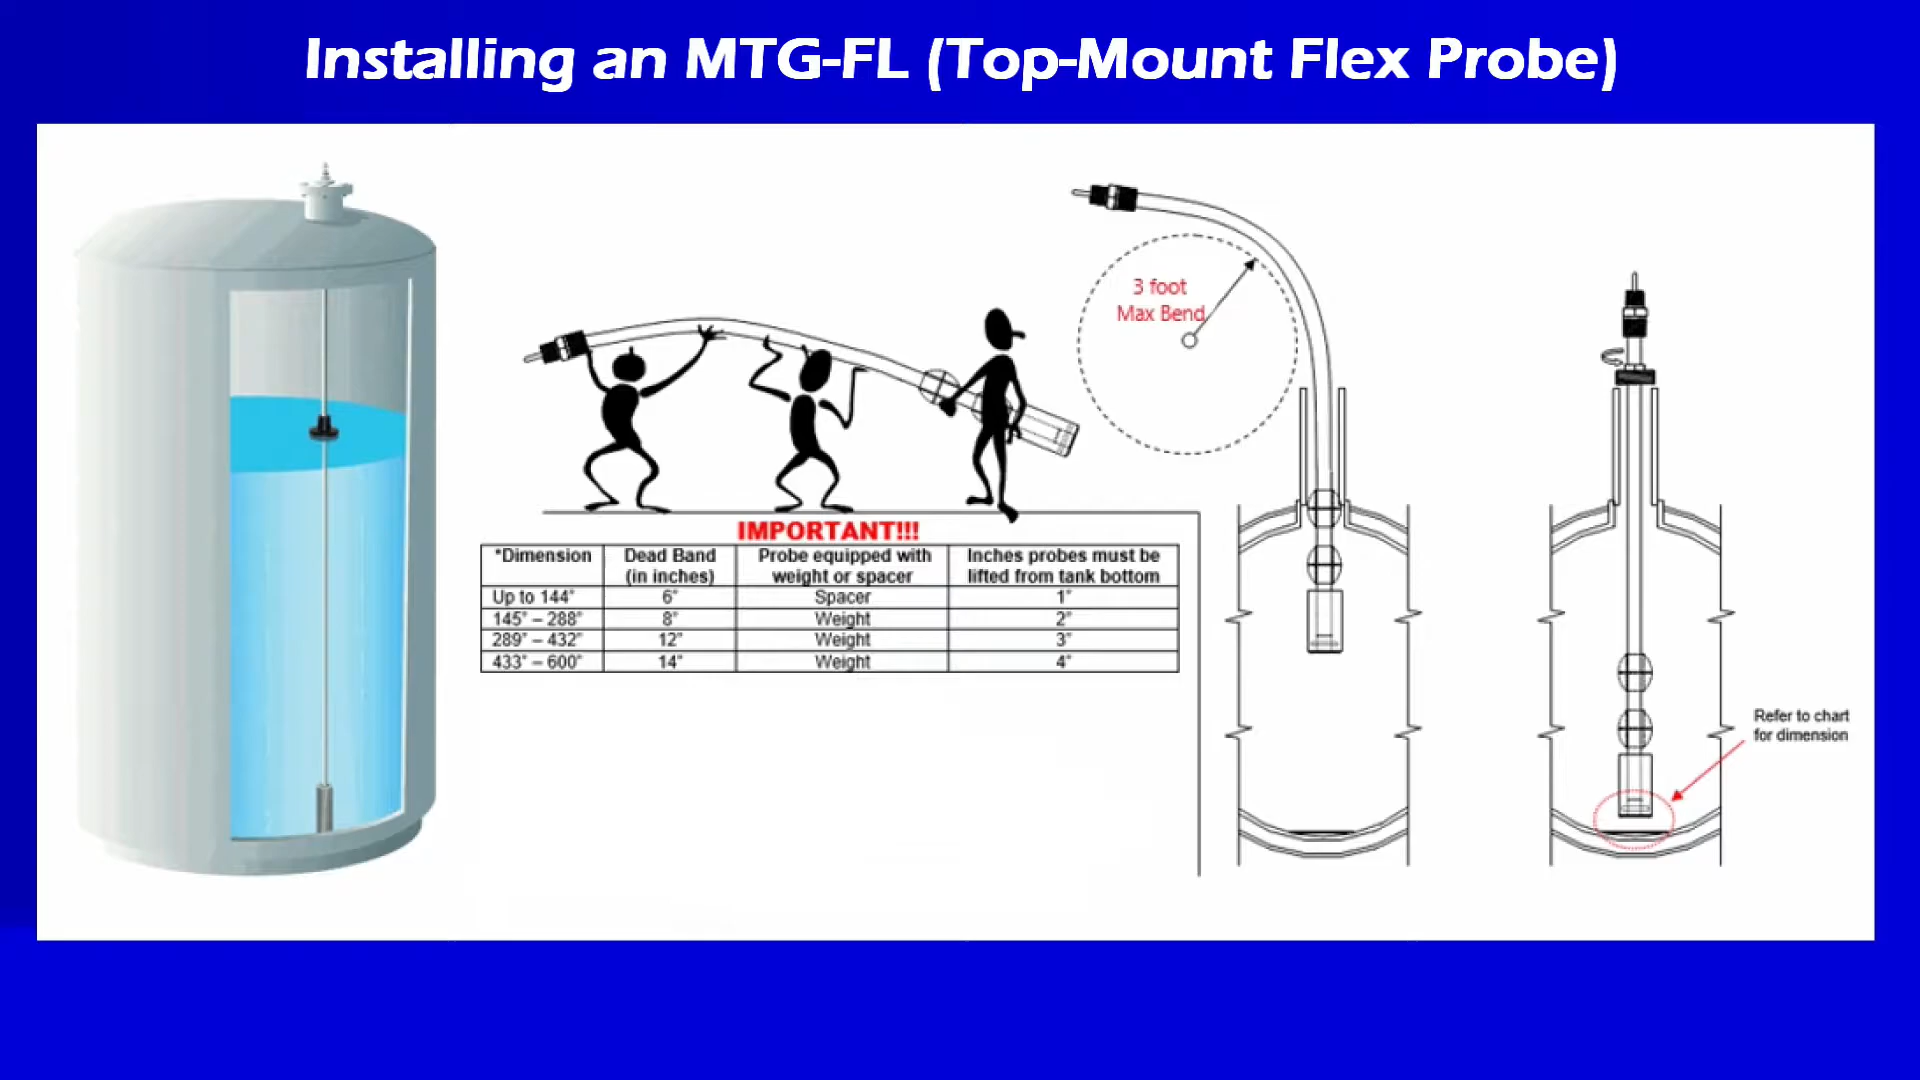 Installing an MTG-FL (Top-Mount Flex Probe)
3 foot
Max Bend
IMPORTANT!!!
*Dimension Dead Band (in inches) Probe equipped with weight or spacer Inches probes must be lifted from tank bottom
Up to 144" 6" Spacer 1"
145" – 288" 8" Weight 2"
289" – 432" 12" Weight 3"
433" – 600" 14" Weight 4"
Refer to chart
for dimension